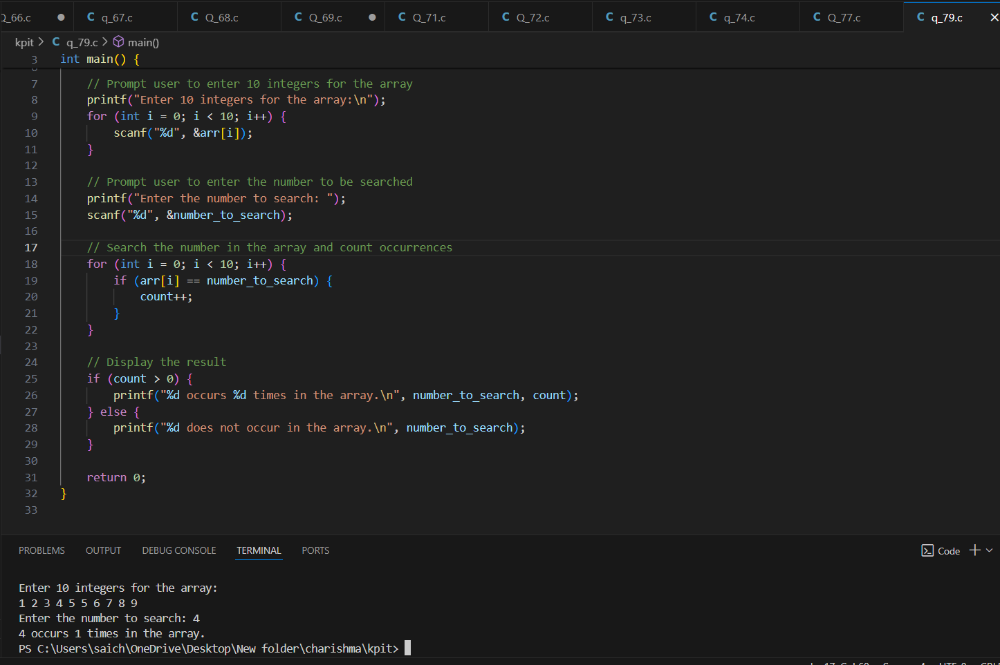 Q_66.c ● C q_67.c C Q_68.c C Q_69.c ● C Q_71.c C Q_72.c C q_73.c C q_74.c C Q_77.c C q_79.c ×
kpit > C q_79.c > main()
3 int main() {
7 // Prompt user to enter 10 integers for the array
8 printf("Enter 10 integers for the array:\n");
9 for (int i = 0; i < 10; i++) {
10 scanf("%d", &arr[i]);
11 }
12
13 // Prompt user to enter the number to be searched
14 printf("Enter the number to search: ");
15 scanf("%d", &number_to_search);
16
17 // Search the number in the array and count occurrences
18 for (int i = 0; i < 10; i++) {
19 if (arr[i] == number_to_search) {
20 count++;
21 }
22 }
23
24 // Display the result
25 if (count > 0) {
26 printf("%d occurs %d times in the array.\n", number_to_search, count);
27 } else {
28 printf("%d does not occur in the array.\n", number_to_search);
29 }
30
31 return 0;
32 }
33
PROBLEMS OUTPUT DEBUG CONSOLE TERMINAL PORTS Code
Enter 10 integers for the array:
1 2 3 4 5 5 6 7 8 9
Enter the number to search: 4
4 occurs 1 times in the array.
PS C:\Users\saich\OneDrive\Desktop\New folder\charishma\kpit>